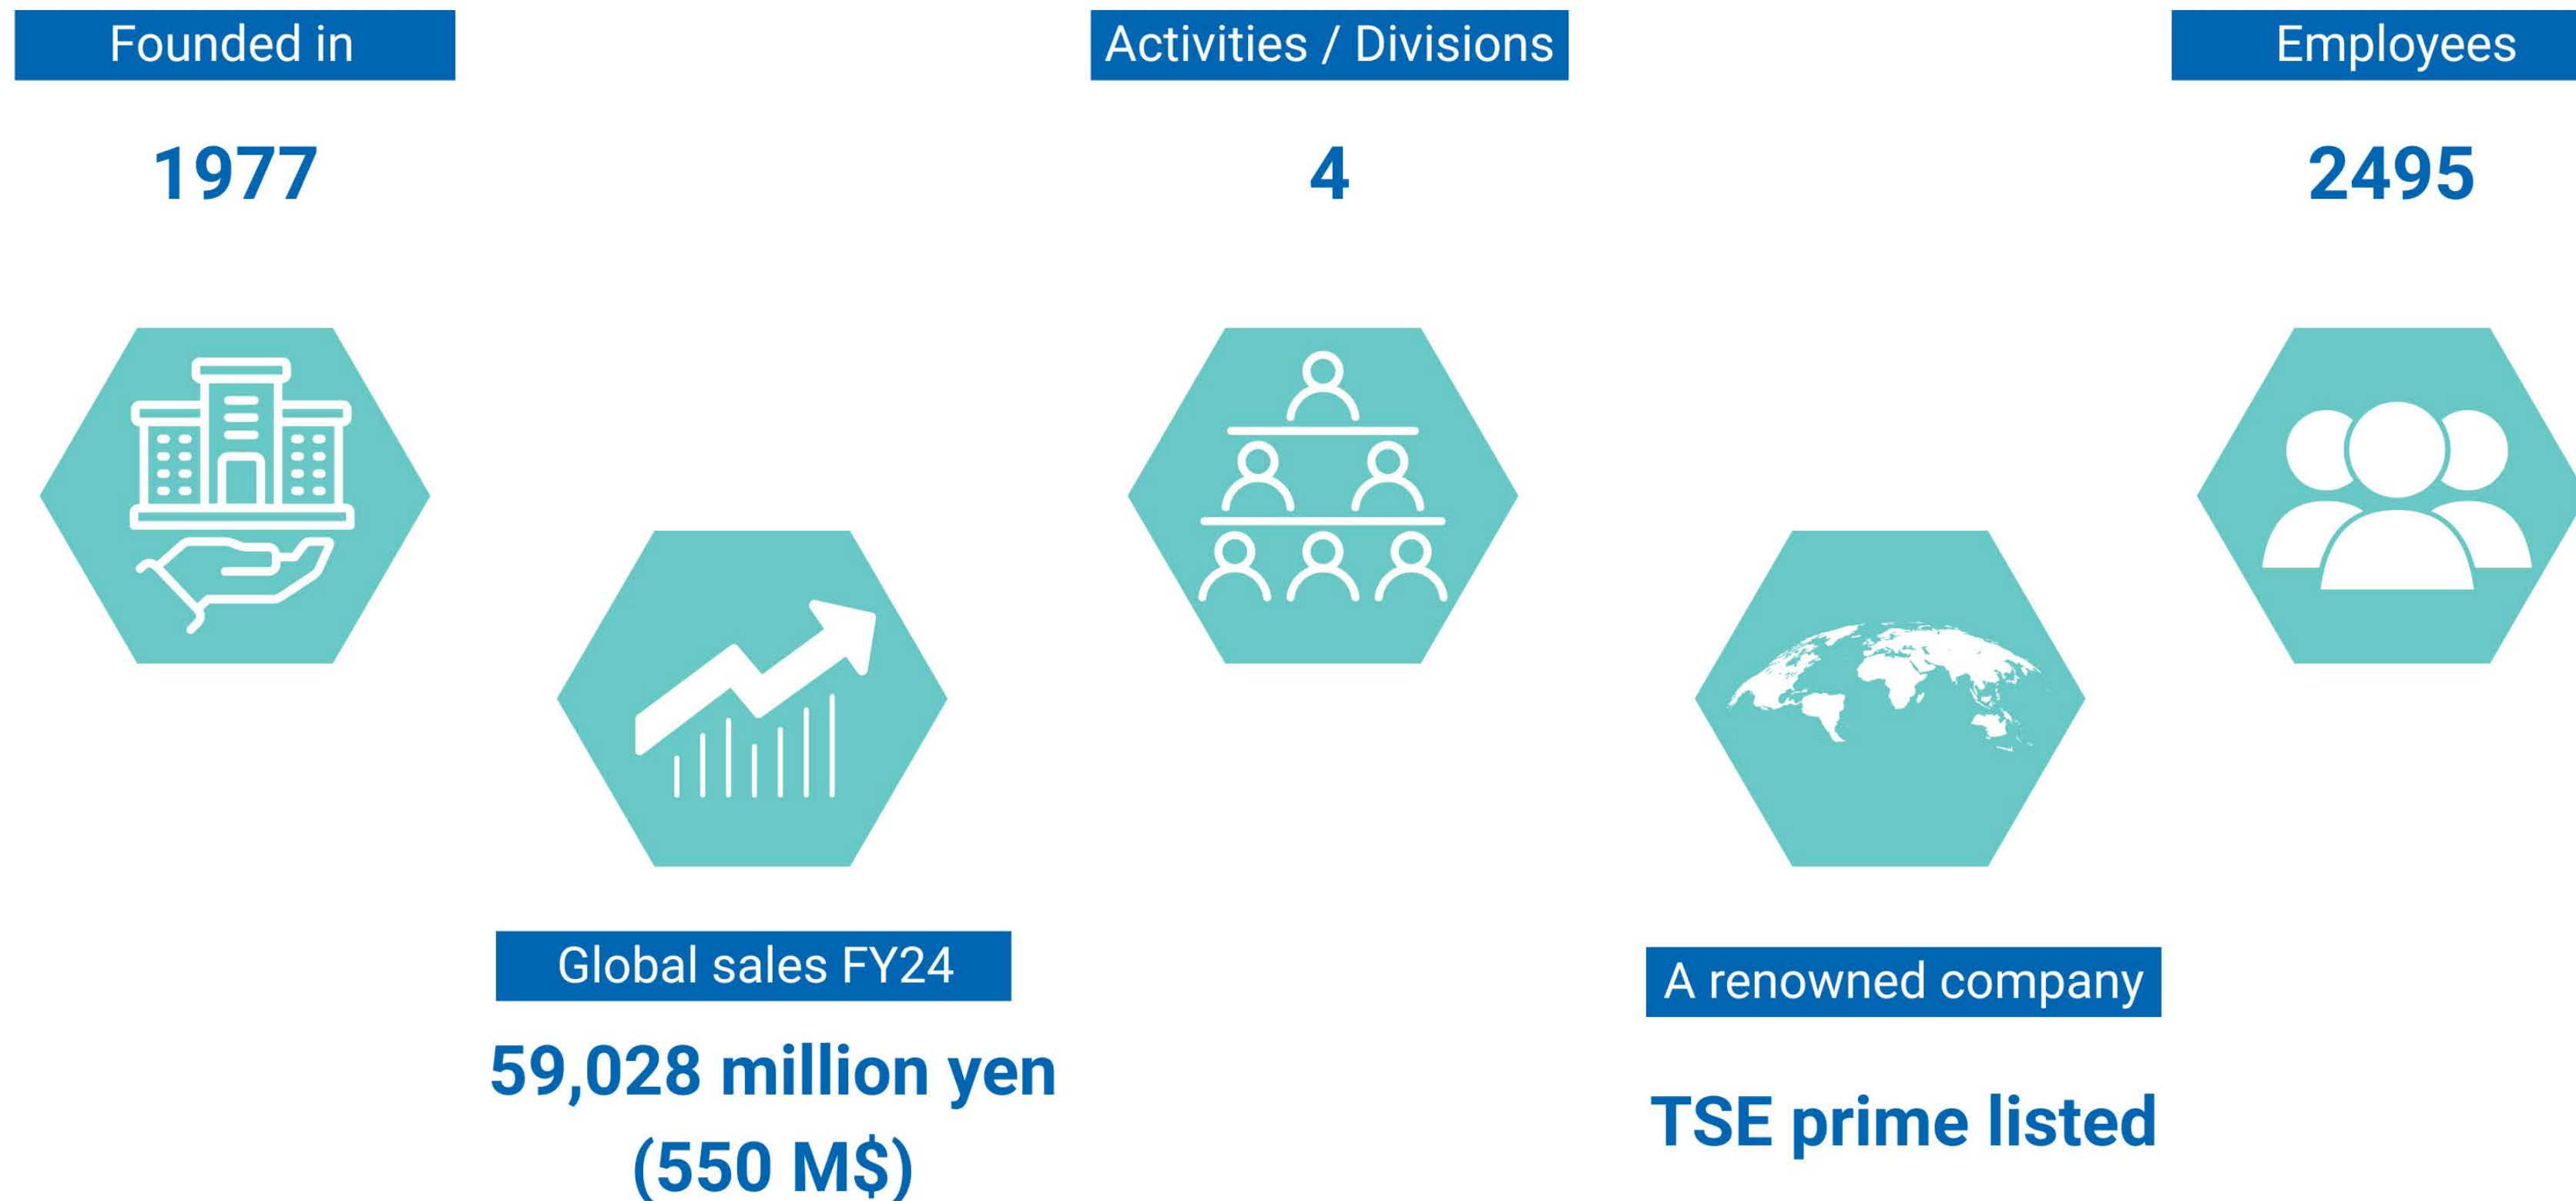 Founded in
1977
Activities / Divisions
4
Employees
2495
Global sales FY24
59,028 million yen
(550 M$)
A renowned company
TSE prime listed